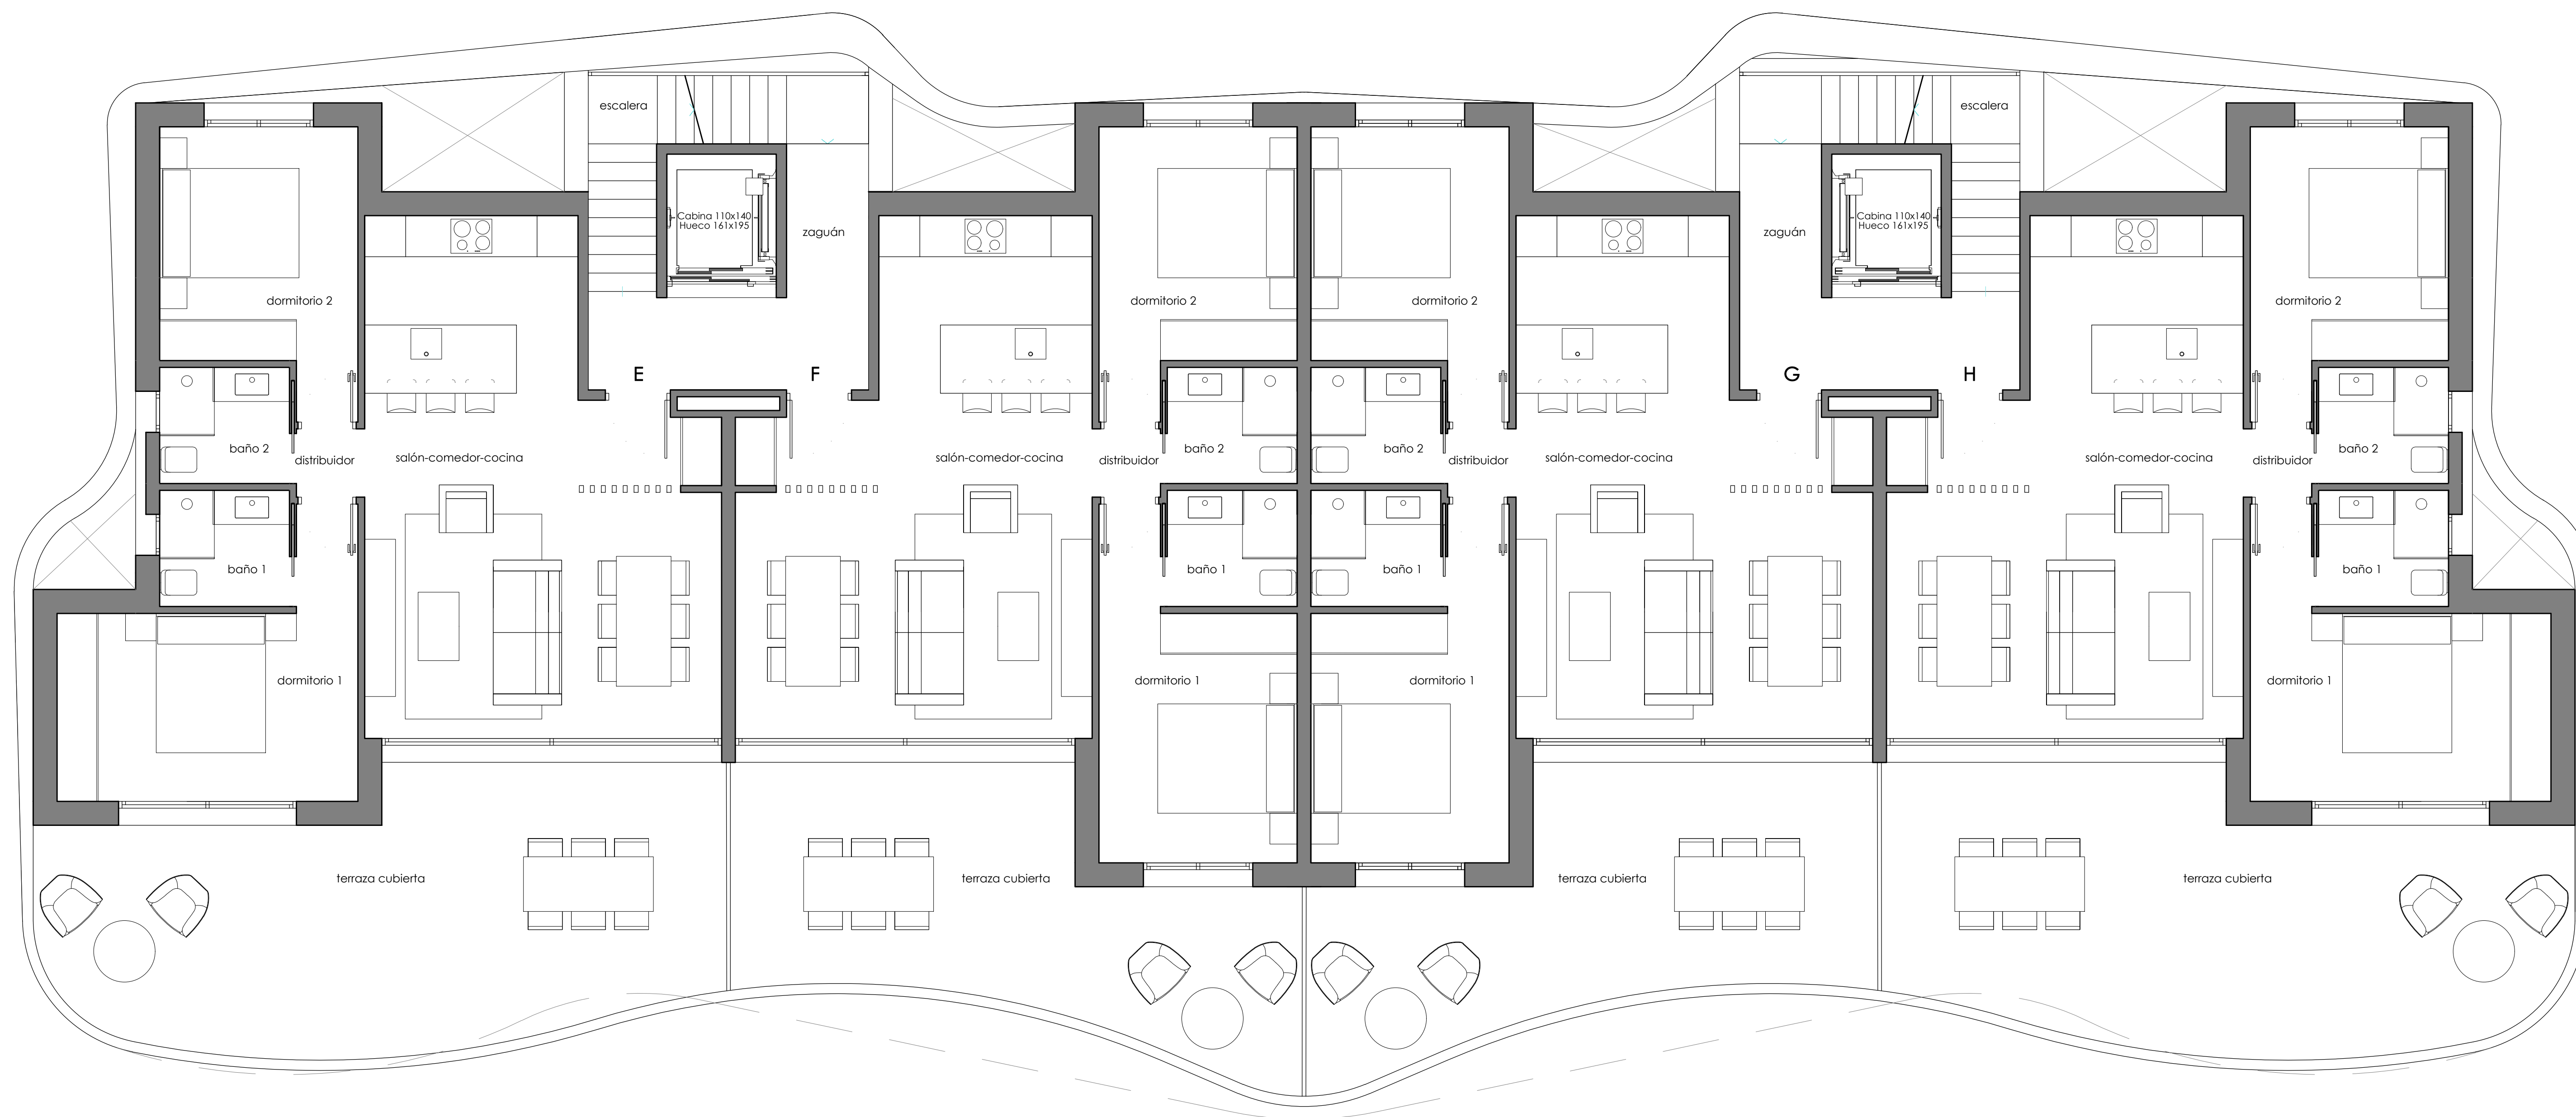 escalera
escalera
Cabina 110x140
Hueco 161x195
zaguán
zaguán
Cabina 110x140
Hueco 161x195
dormitorio 2
dormitorio 2
dormitorio 2
dormitorio 2
E
F
G
H
baño 2
distribuidor
salón-comedor-cocina
salón-comedor-cocina
distribuidor
baño 2
baño 2
distribuidor
salón-comedor-cocina
salón-comedor-cocina
distribuidor
baño 2
baño 1
baño 1
baño 1
baño 1
dormitorio 1
dormitorio 1
dormitorio 1
dormitorio 1
terraza cubierta
terraza cubierta
terraza cubierta
terraza cubierta